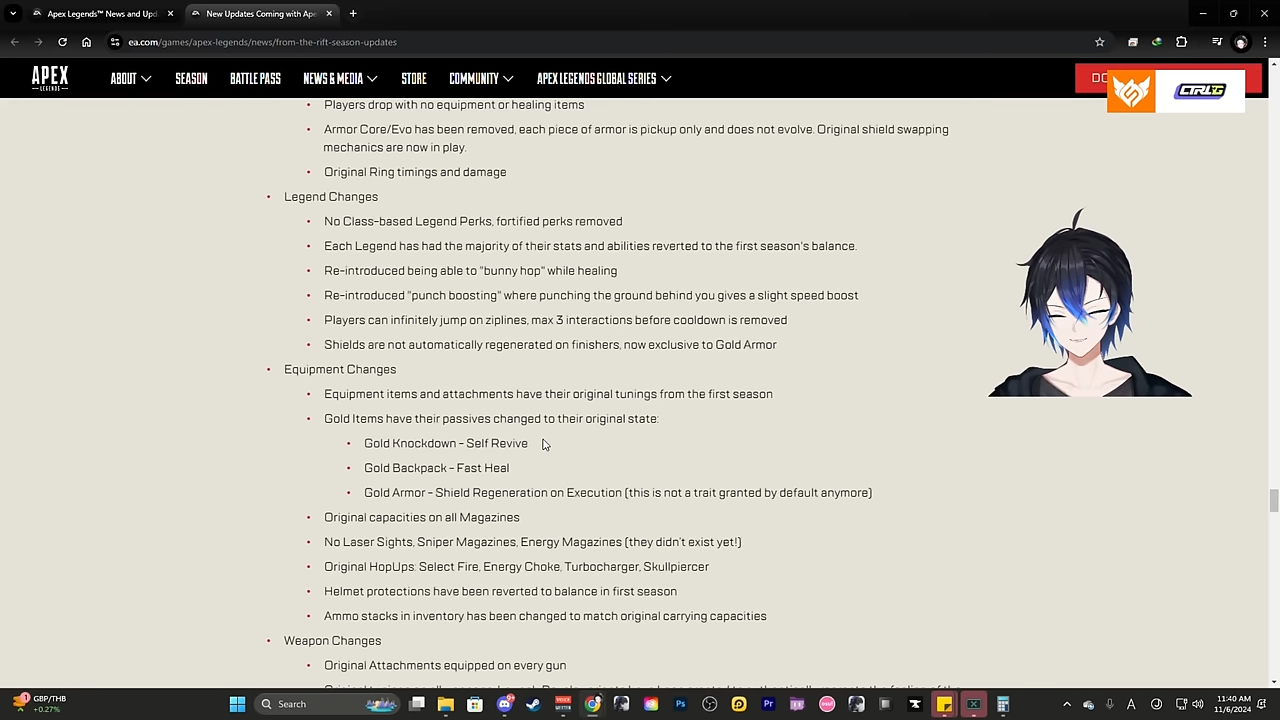 Apex Legends™ News and Upd
New Updates Coming with Ape
ea.com/games/apex-legends/news/from-the-rift-season-updates
APEX
LEGENDS
ABOUT
SEASON
BATTLE PASS
NEWS & MEDIA
STORE
COMMUNITY
APEX LEGENDS GLOBAL SERIES
DO
CTRL G
Players drop with no equipment or healing items
Armor Core/Evo has been removed, each piece of armor is pickup only and does not evolve. Original shield swapping
mechanics are now in play.
Original Ring timings and damage
Legend Changes
No Class-based Legend Perks, fortified perks removed
Each Legend has had the majority of their stats and abilities reverted to the first season's balance.
Re-introduced being able to "bunny hop" while healing
Re-introduced "punch boosting" where punching the ground behind you gives a slight speed boost
Players can infinitely jump on ziplines, max 3 interactions before cooldown is removed
Shields are not automatically regenerated on finishers, now exclusive to Gold Armor
Equipment Changes
Equipment items and attachments have their original tunings from the first season
Gold Items have their passives changed to their original state:
Gold Knockdown - Self Revive
Gold Backpack - Fast Heal
Gold Armor - Shield Regeneration on Execution (this is not a trait granted by default anymore)
Original capacities on all Magazines
No Laser Sights, Sniper Magazines, Energy Magazines (they didn't exist yet!)
Original HopUps: Select Fire, Energy Choke, Turbocharger, Skullpiercer
Helmet protections have been reverted to balance in first season
Ammo stacks in inventory has been changed to match original carrying capacities
Weapon Changes
Original Attachments equipped on every gun
GBP/THB
+0.27%
Search
11:40 AM
11/6/2024